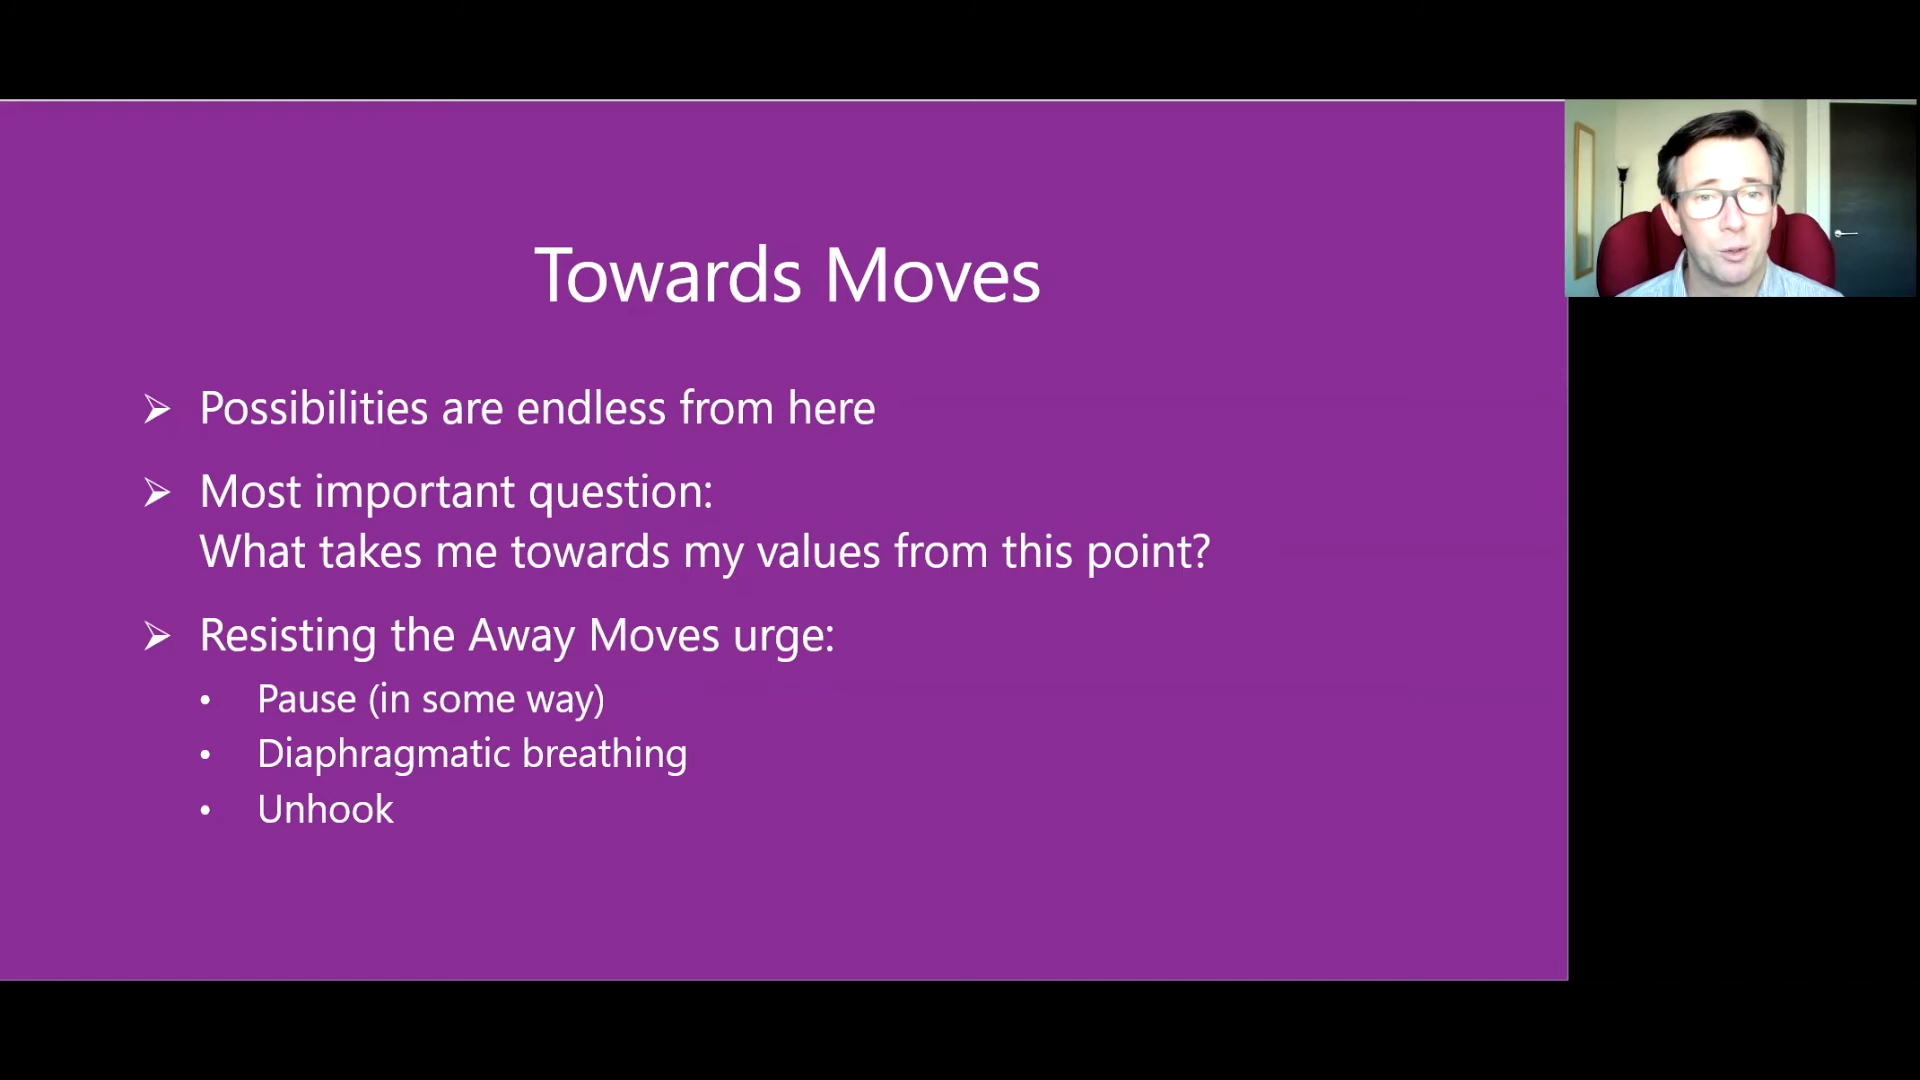 Towards Moves
➢ Possibilities are endless from here
➢ Most important question:
What takes me towards my values from this point?
➢ Resisting the Away Moves urge:
• Pause (in some way)
• Diaphragmatic breathing
• Unhook